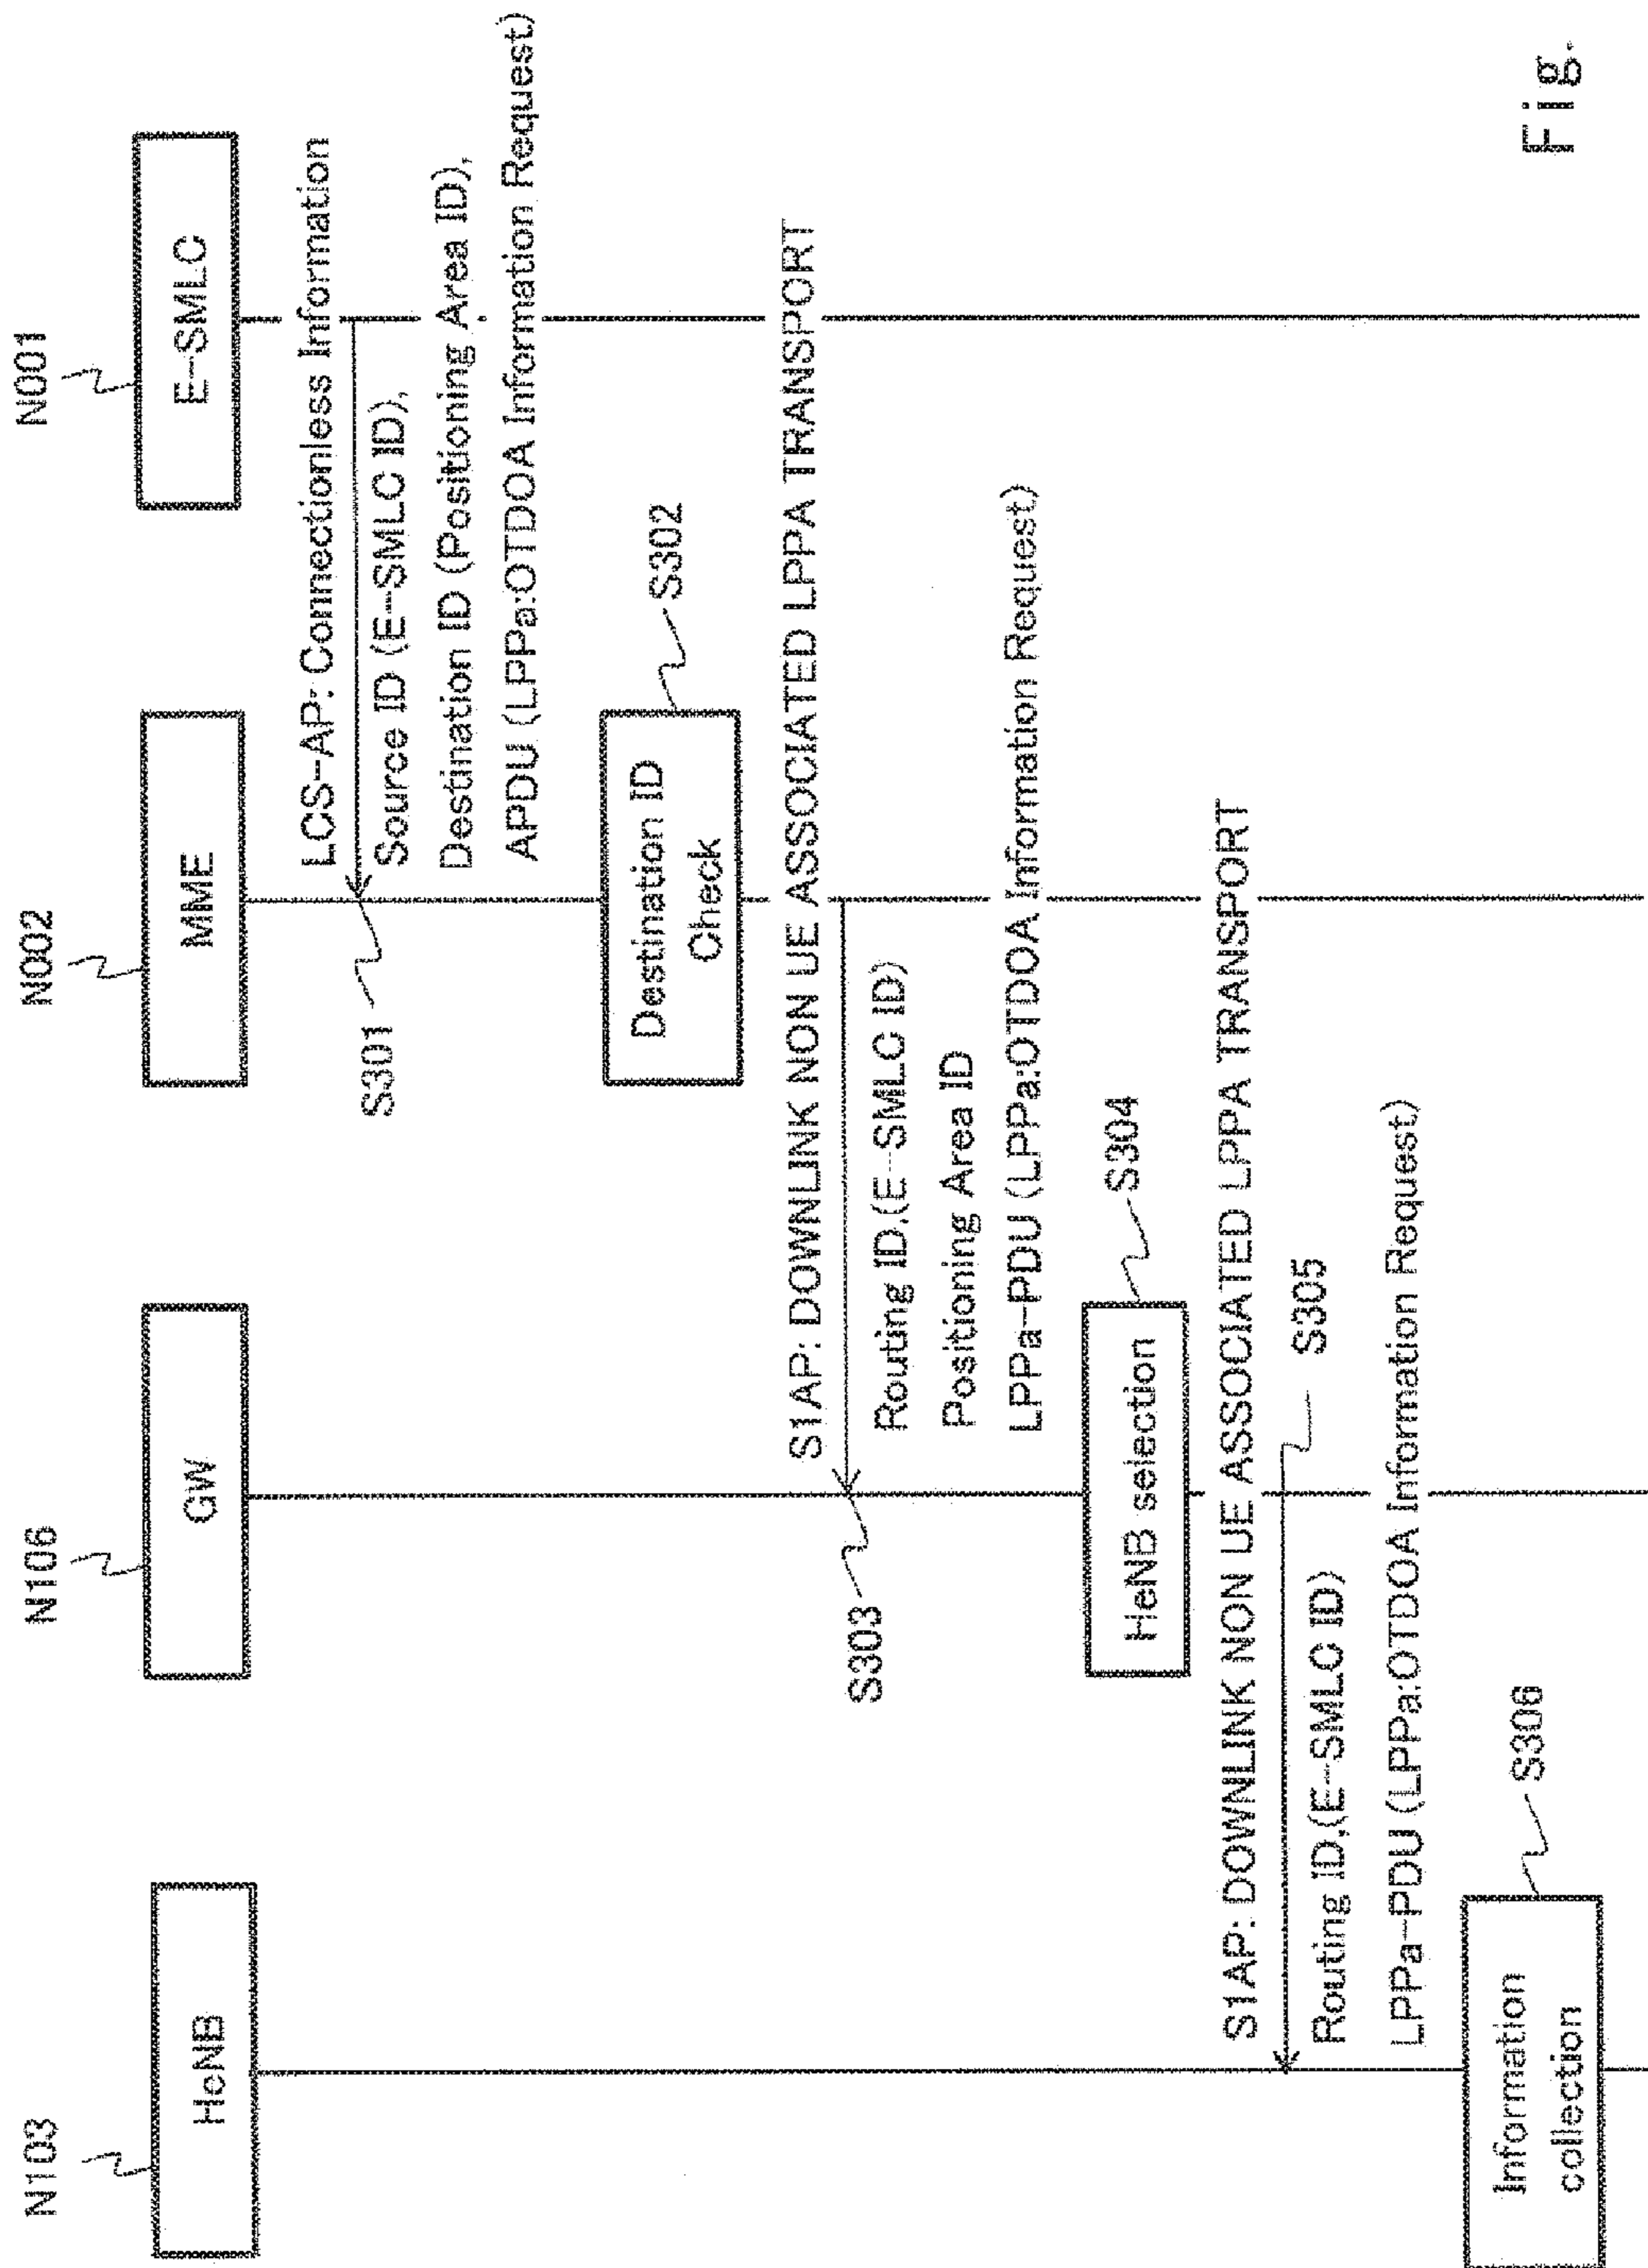 N103
N106
N002
N001
HeNB
GW
MME
E-SMLC
LCS-AP: Connectionless Information
S301
Source ID (E-SMLC ID),
Destination ID (Positioning Area ID),
APDU (LPPa:OTDOA Information Request)
Destination ID
Check
S302
S1AP: DOWNLINK NON UE ASSOCIATED LPPA TRANSPORT
S303
Routing ID,(E-SMLC ID)
Positioning Area ID
LPPa-PDU (LPPa:OTDOA Information Request)
HeNB selection
S304
S1AP: DOWNLINK NON UE ASSOCIATED LPPA TRANSPORT
S305
Routing ID,(E-SMLC ID)
LPPa-PDU (LPPa:OTDOA Information Request)
Information
collection
S306
Fig.